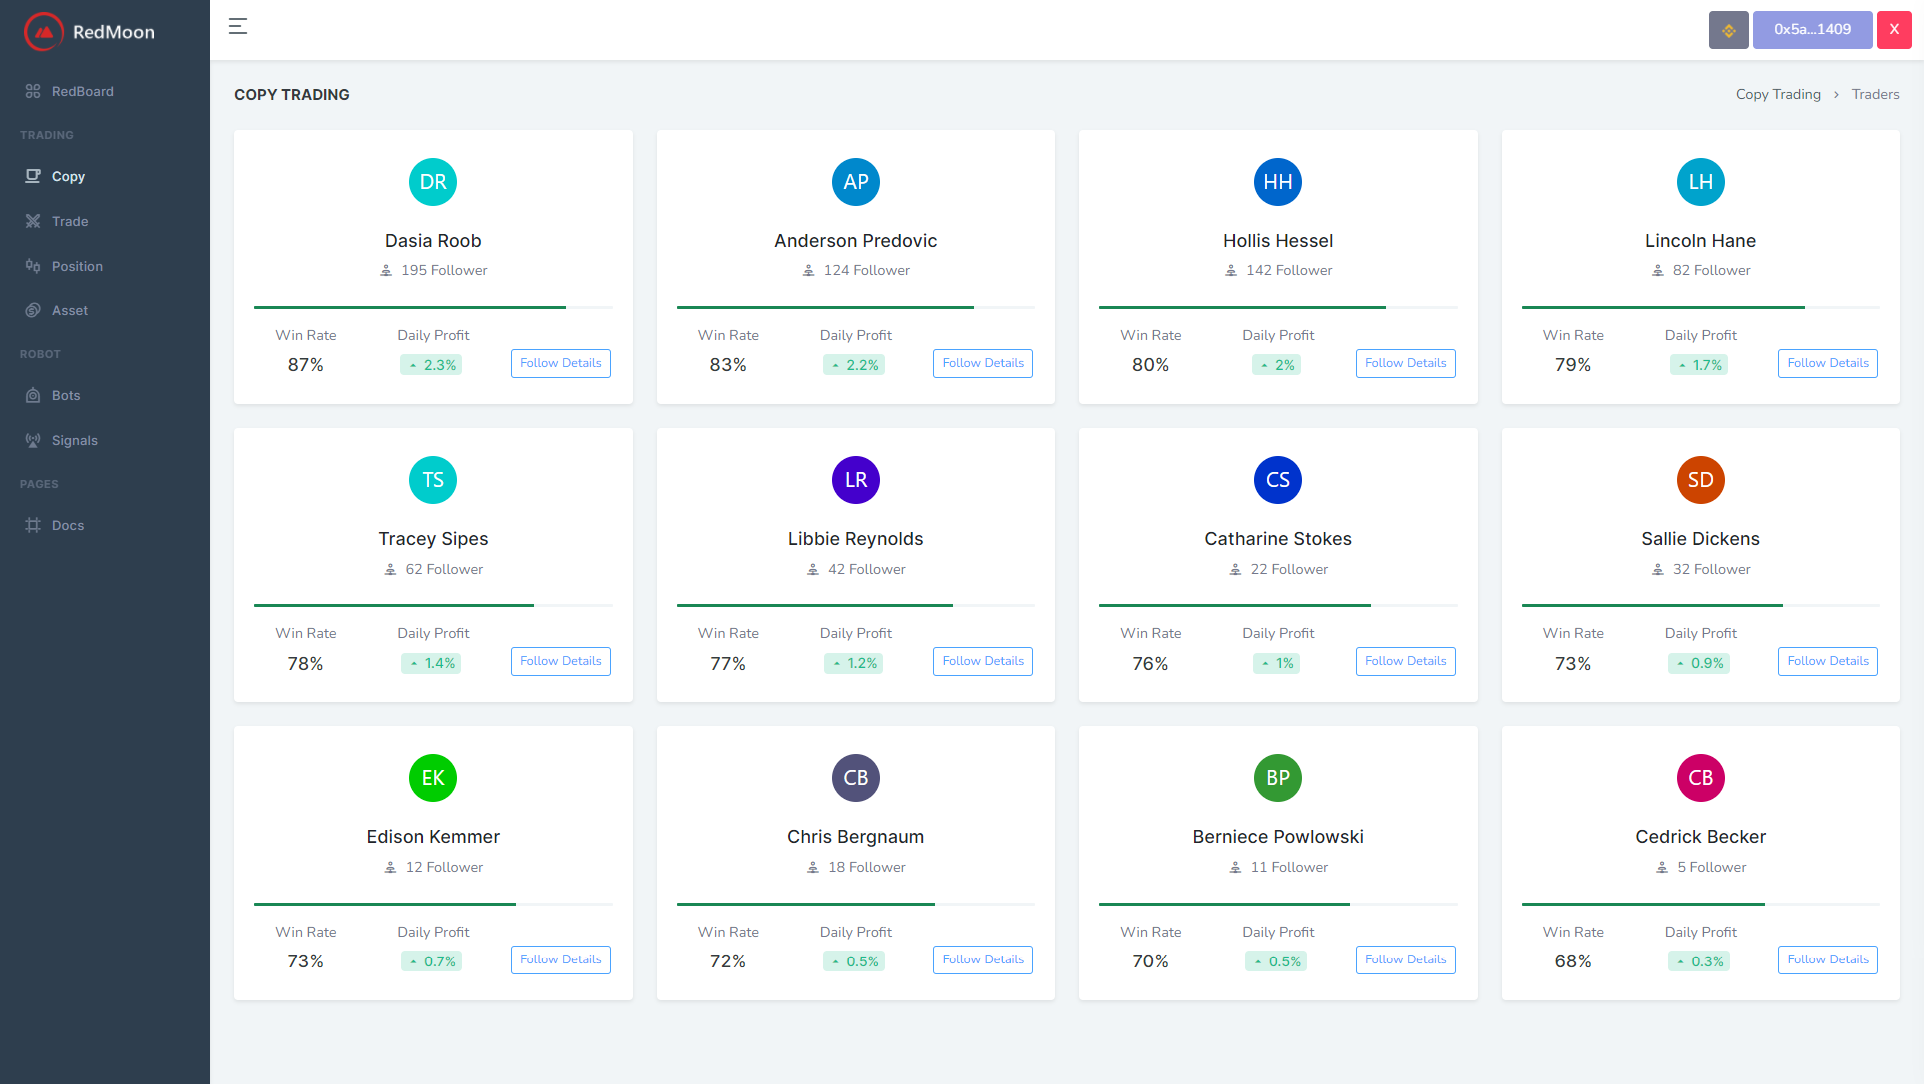 RedMoon
0x5a...1409
X
RedBoard
TRADING
Copy
Trade
Position
Asset
ROBOT
Bots
Signals
PAGES
Docs
COPY TRADING
Copy Trading > Traders
DR
Dasia Roob
195 Follower
Win Rate
87%
Daily Profit
2.3%
Follow Details
AP
Anderson Predovic
124 Follower
Win Rate
83%
Daily Profit
2.2%
Follow Details
HH
Hollis Hessel
142 Follower
Win Rate
80%
Daily Profit
2%
Follow Details
LH
Lincoln Hane
82 Follower
Win Rate
79%
Daily Profit
1.7%
Follow Details
TS
Tracey Sipes
62 Follower
Win Rate
78%
Daily Profit
1.4%
Follow Details
LR
Libbie Reynolds
42 Follower
Win Rate
77%
Daily Profit
1.2%
Follow Details
CS
Catharine Stokes
22 Follower
Win Rate
76%
Daily Profit
1%
Follow Details
SD
Sallie Dickens
32 Follower
Win Rate
73%
Daily Profit
0.9%
Follow Details
EK
Edison Kemmer
12 Follower
Win Rate
73%
Daily Profit
0.7%
Follow Details
CB
Chris Bergnaum
18 Follower
Win Rate
72%
Daily Profit
0.5%
Follow Details
BP
Berniece Powlowski
11 Follower
Win Rate
70%
Daily Profit
0.5%
Follow Details
CB
Cedrick Becker
5 Follower
Win Rate
68%
Daily Profit
0.3%
Follow Details